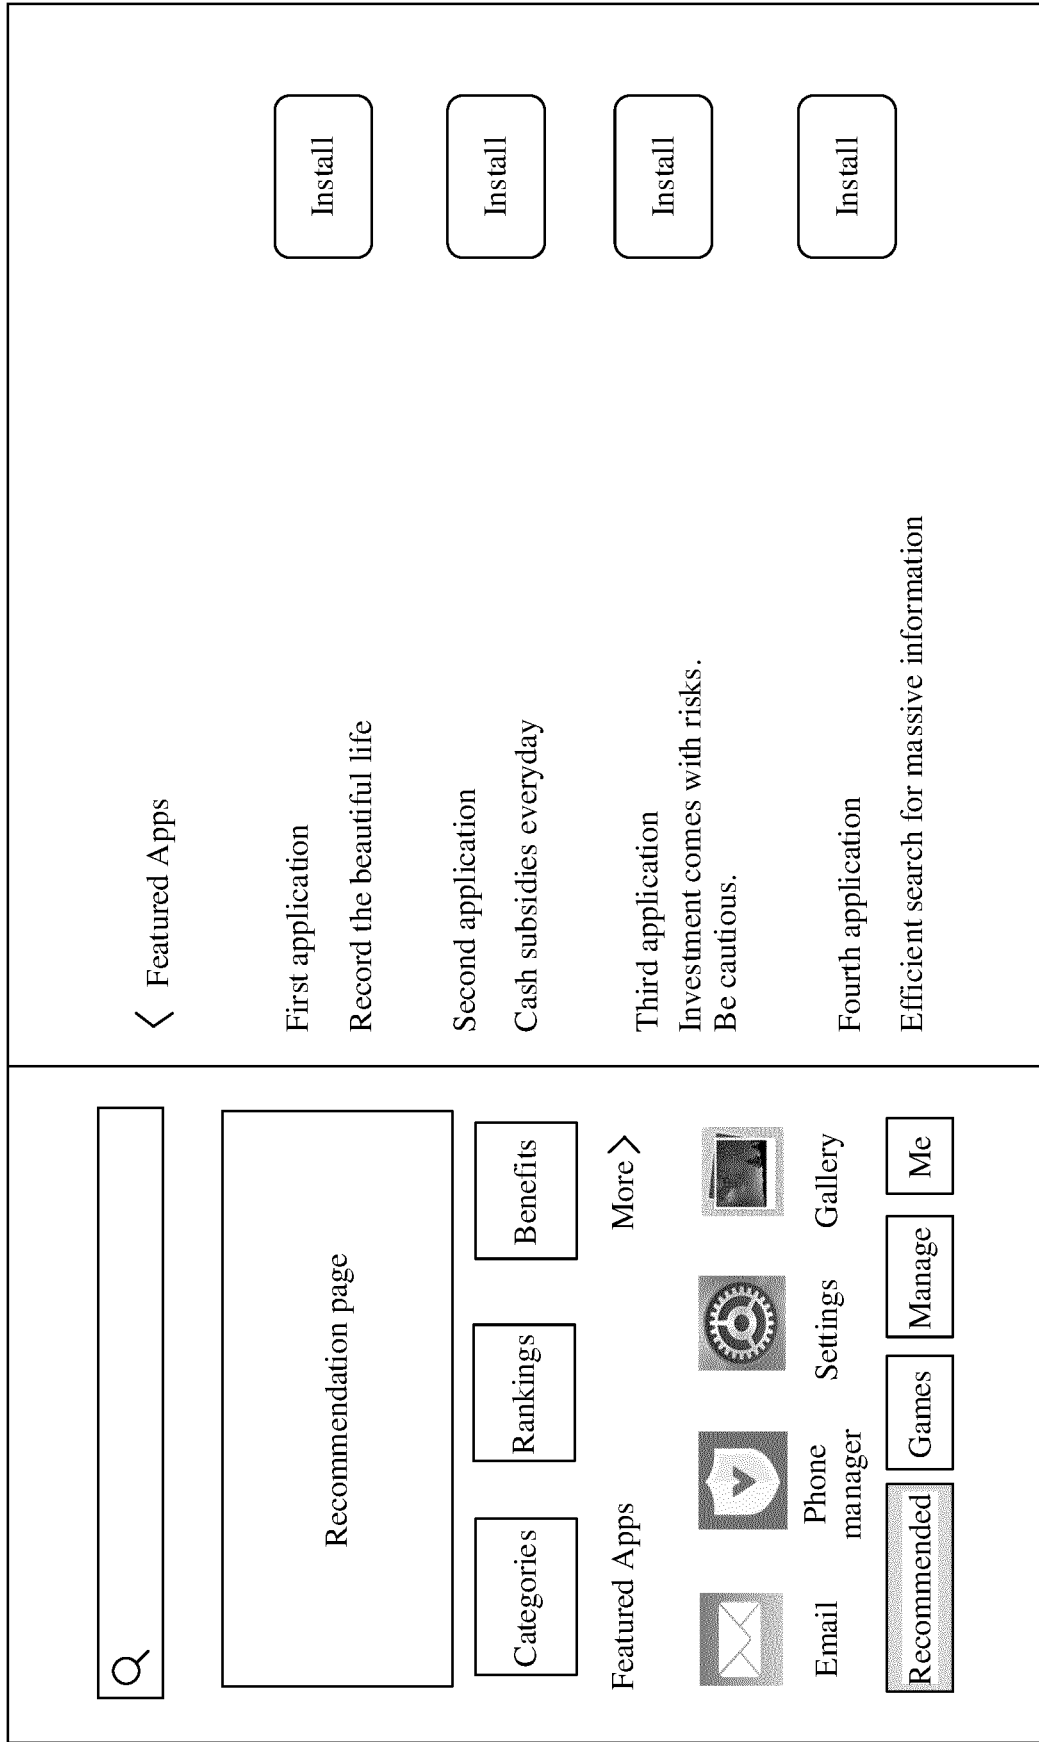 Recommendation page
Categories
Rankings
Benefits
Featured Apps
More
Email
Phone
manager
Settings
Gallery
Recommended
Games
Manage
Me
Featured Apps
First application
Record the beautiful life
Install
Second application
Cash subsidies everyday
Install
Third application
Investment comes with risks.
Be cautious.
Install
Fourth application
Efficient search for massive information
Install